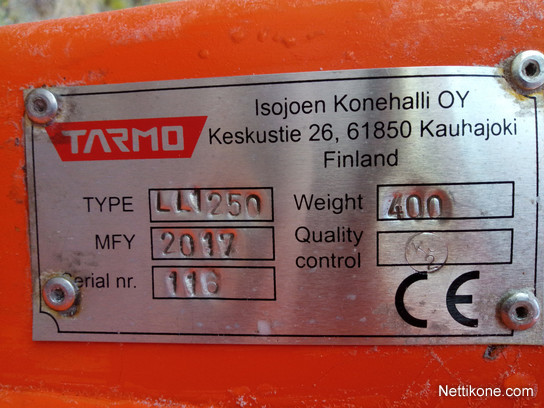 TARMO
Isojoen Konehalli OY
Keskustie 26, 61850 Kauhajoki
Finland
TYPE
Weight 400
MFY 2017
Quality control
Serial nr.
CE
Nettikone.com